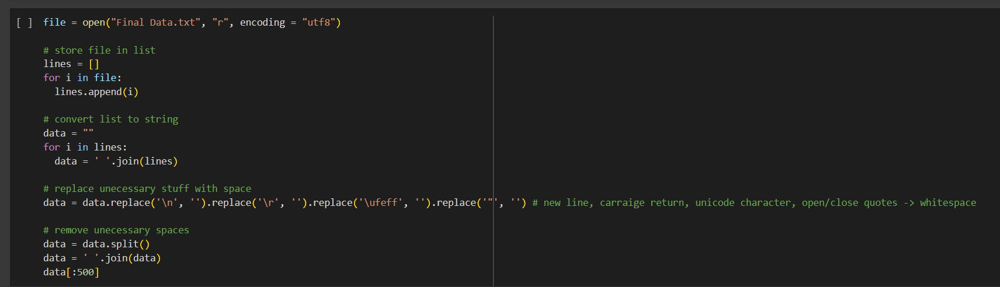 [ ] file = open("Final Data.txt", "r", encoding = "utf8")
# store file in list
lines = []
for i in file:
lines.append(i)
# convert list to string
data = ""
for i in lines:
data = ' '.join(lines)
# replace unecessary stuff with space
data = data.replace('\n', '').replace('\r', '').replace('\ufeff', '').replace('"', '') # new line, carraige return, unicode character, open/close quotes -> whitespace
# remove unecessary spaces
data = data.split()
data = ' '.join(data)
data[:500]